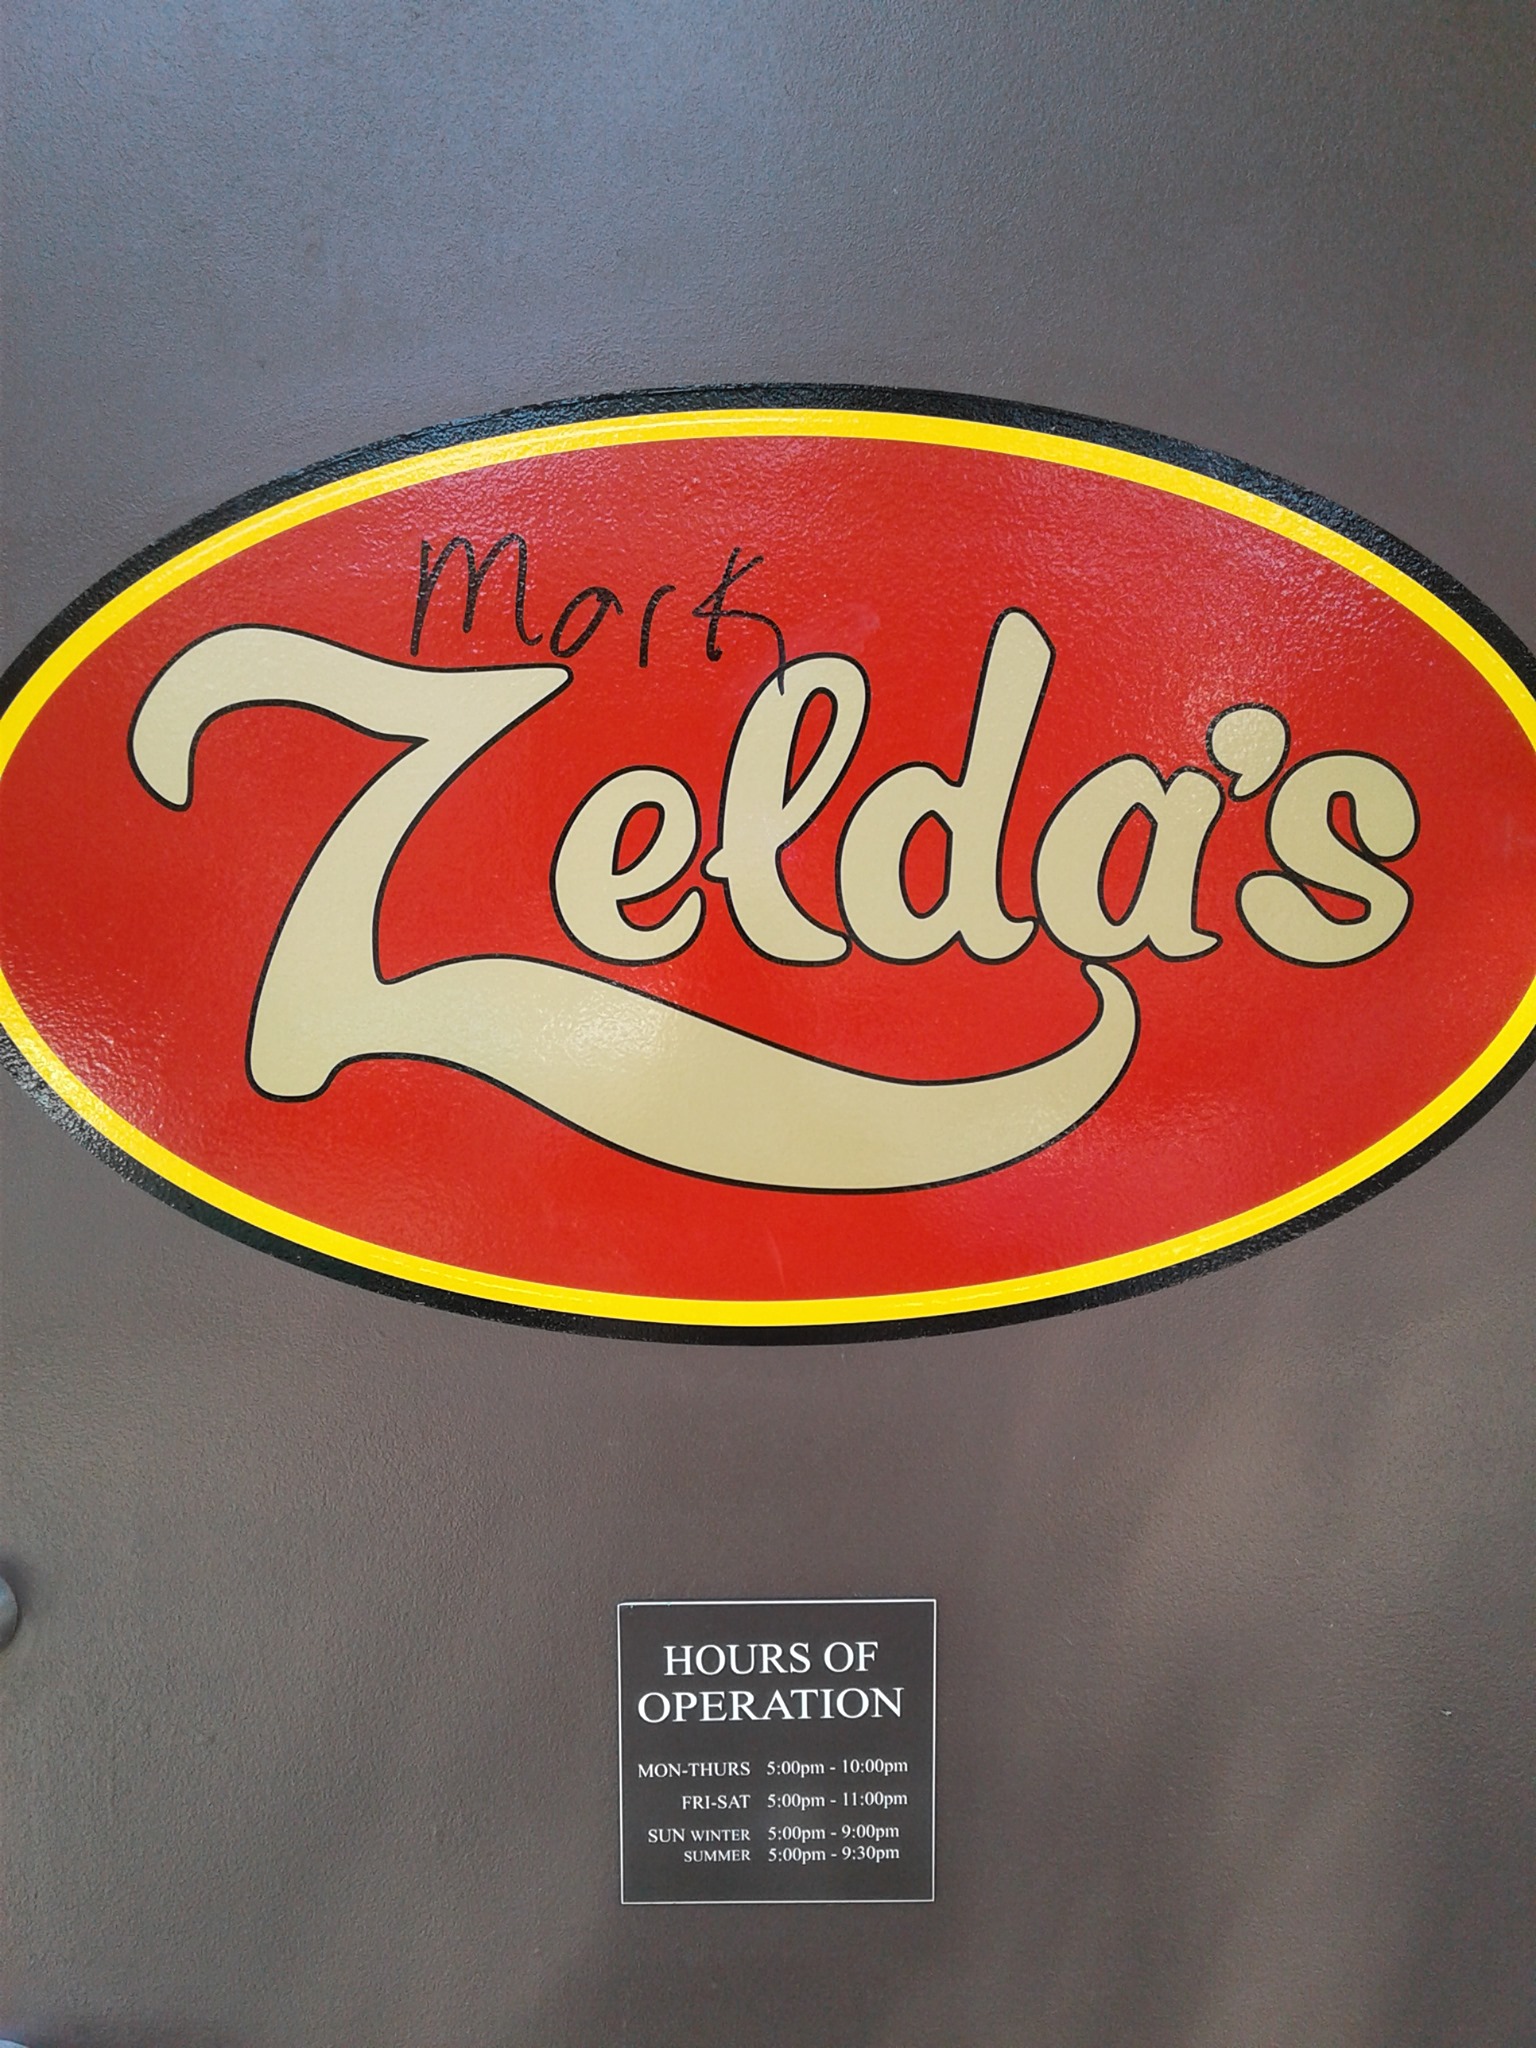 Mark
Zelda's
HOURS OF
OPERATION
MON-THURS 5:00pm - 10:00pm
FRI-SAT 5:00pm - 11:00pm
SUN WINTER 5:00pm - 9:00pm
SUMMER 5:00pm - 9:30pm